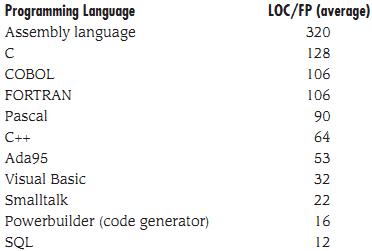 Programming Language LOC/FP (average)
Assembly language 320
C 128
COBOL 106
FORTRAN 106
Pascal 90
C++ 64
Ada95 53
Visual Basic 32
Smalltalk 22
Powerbuilder (code generator) 16
SQL 12